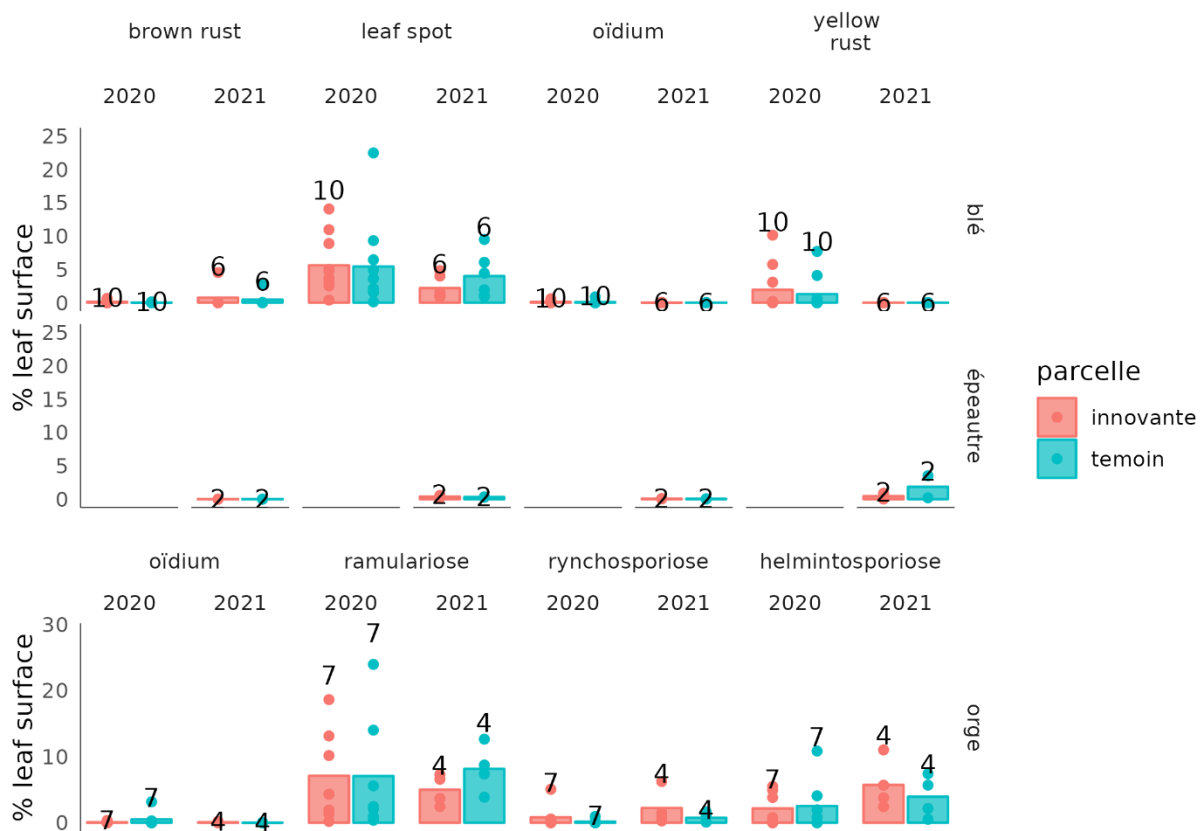 brown rust leaf spot oïdium yellow
rust
2020 2021 2020 2021 2020 2021 2020 2021
% leaf surface
25
20
15
10
5
0
10 10 6 6 10 6 6 10 10 6 6 10 10 6 6
blé
25
20
15
10
5
0
2 2 2 2 2 2 2 2
épeautre
parcelle
innovante
temoin
oïdium ramulariose rynchosporiose helmintosporiose
2020 2021 2020 2021 2020 2021 2020 2021
% leaf surface
30
20
10
0
7 7 4 4 7 7 4 4 7 7 4 4 7 7 4 4
orge